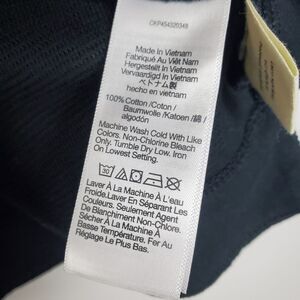 CKP454320349
Made In Vietnam
Fabriqué Au Viêt Nam
Hergestellt In Vietnam
Vervaardigd in Vietnam
ベトナム製
hecho en vietnam
100% Cotton /Coton /
Baumwolle /Katoen / 綿 /
algodón
Machine Wash Cold With Like
Colors. Non-Chlorine Bleach
Only. Tumble Dry Low. Iron
On Lowest Setting.
30
Laver À La Machine À L'eau
Froide.Laver En Séparant Les
Couleurs. Seulement Agent
De Blanchiment Non-Chlore.
Sécher À La Machine À
Basse Température. Fer Au
Réglage Le Plus Bas.